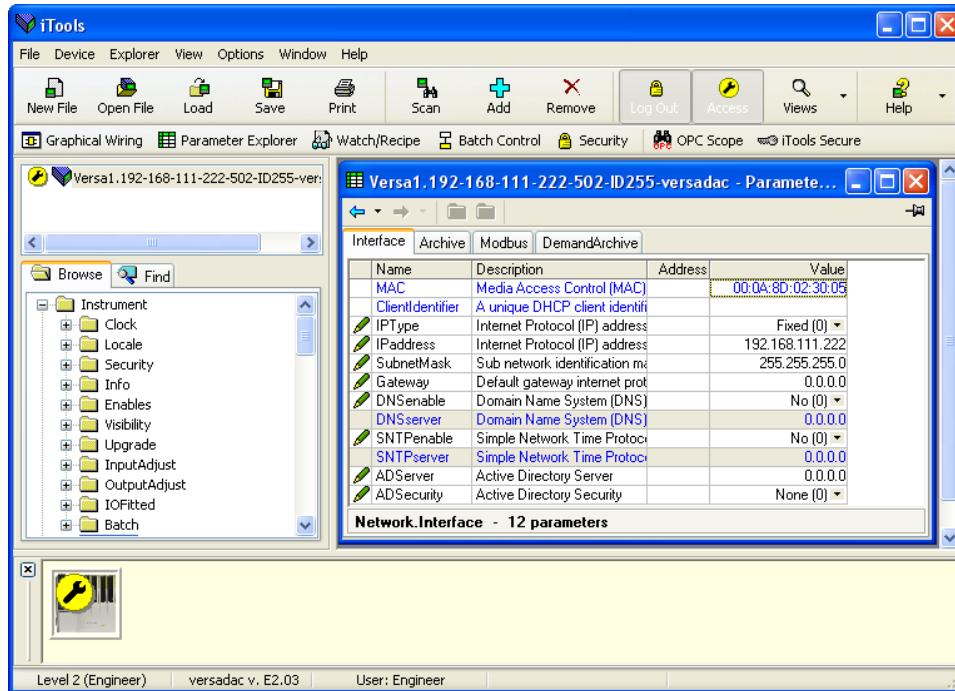 iTools
File Device Explorer View Options Window Help
New File Open File Load Save Print Scan Add Remove Log Out Access Views Help
Graphical Wiring Parameter Explorer Watch/Recipe Batch Control Security OPC Scope iTools Secure
Versa1.192-168-111-222-502-ID255-ver
Browse Find
Instrument
Clock
Locale
Security
Info
Enables
Visibility
Upgrade
InputAdjust
OutputAdjust
IOFitted
Batch
Versa1.192-168-111-222-502-ID255-versadac - Paramete...
Interface Archive Modbus DemandArchive
Name Description Address Value
MAC Media Access Control (MAC) 00:0A:8D:02:30:05
ClientIdentifier A unique DHCP client identifi
IPType Internet Protocol (IP) address Fixed (0)
IPaddress Internet Protocol (IP) address 192.168.111.222
SubnetMask Sub network identification ma 255.255.255.0
Gateway Default gateway internet prot 0.0.0.0
DNSenable Domain Name System (DNS) No (0)
DNSserver Domain Name System (DNS) 0.0.0.0
SNTPenable Simple Network Time Protoc No (0)
SNTPserver Simple Network Time Protoc 0.0.0.0
ADServer Active Directory Server 0.0.0.0
ADSecurity Active Directory Security None (0)
Network.Interface - 12 parameters
Level 2 (Engineer) versadac v. E2.03 User: Engineer